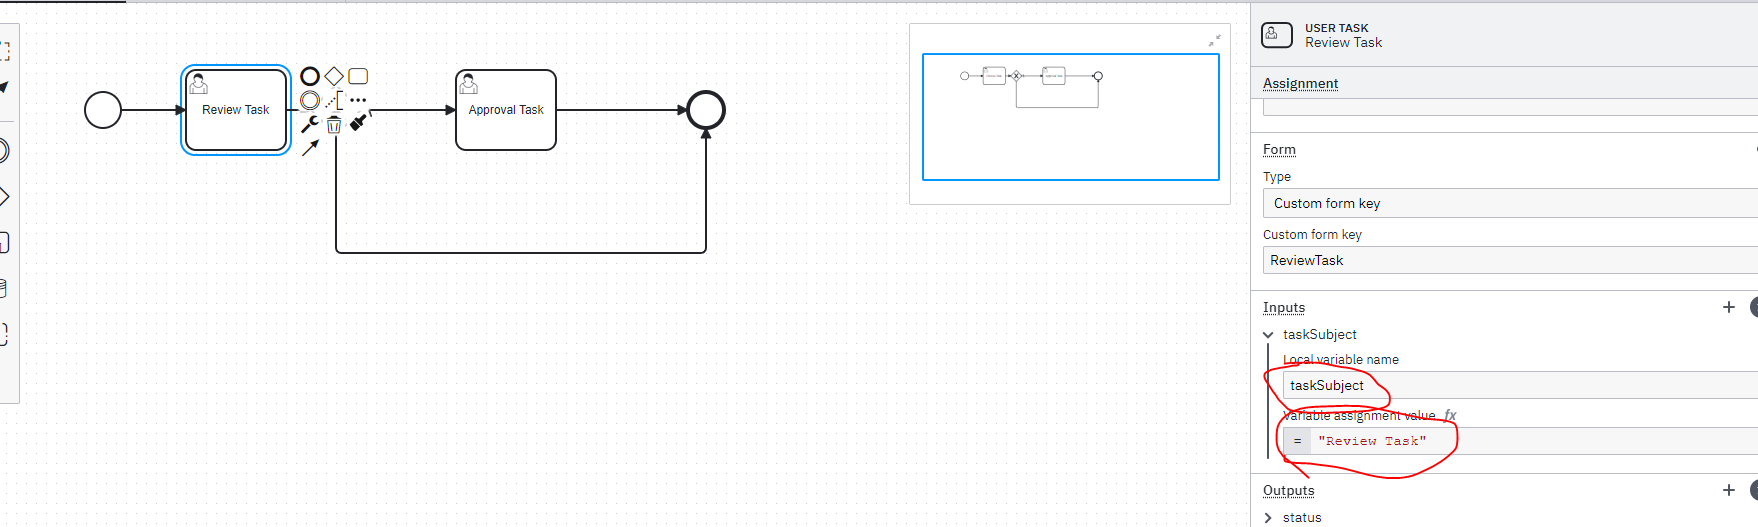 Review Task
Approval Task
USER TASK
Review Task
Assignment
Form
Type
Custom form key
Custom form key
ReviewTask
Inputs
taskSubject
Local variable name
taskSubject
Variable assignment value fx
= "Review Task"
Outputs
status